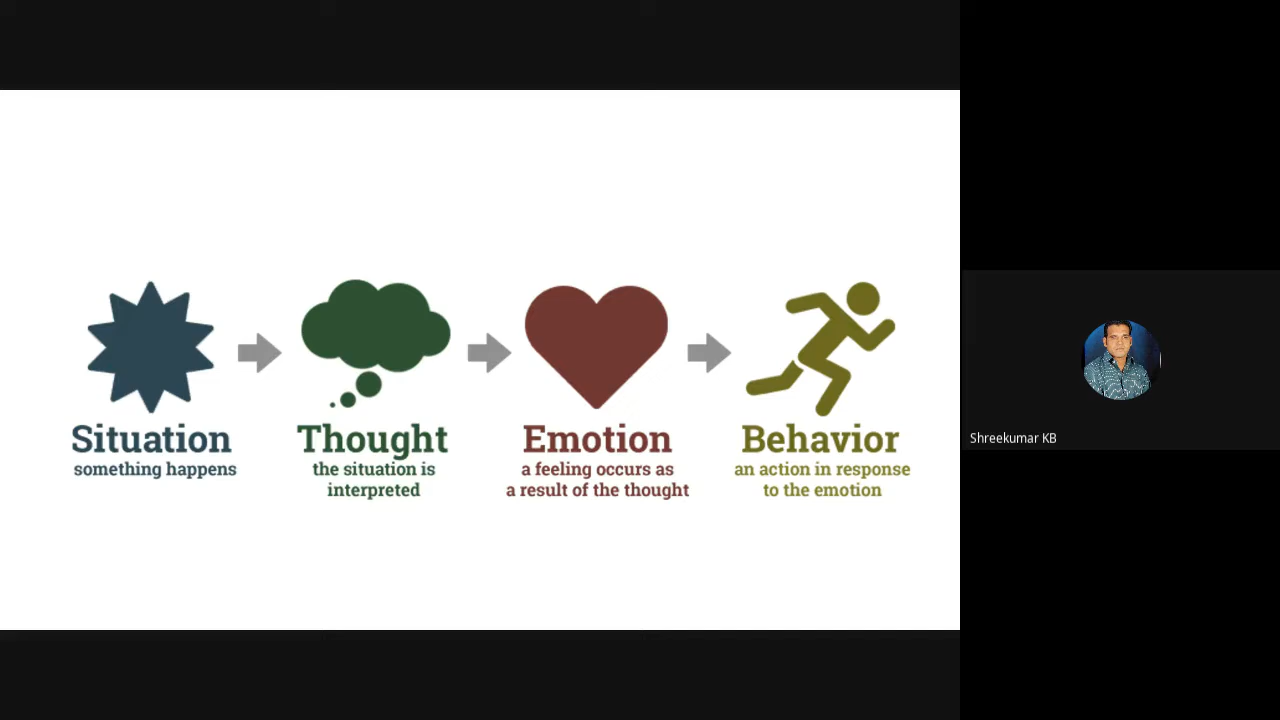 Situation
something happens
Thought
the situation is
interpreted
Emotion
a feeling occurs as
a result of the thought
Behavior
an action in response
to the emotion
Shreekumar KB